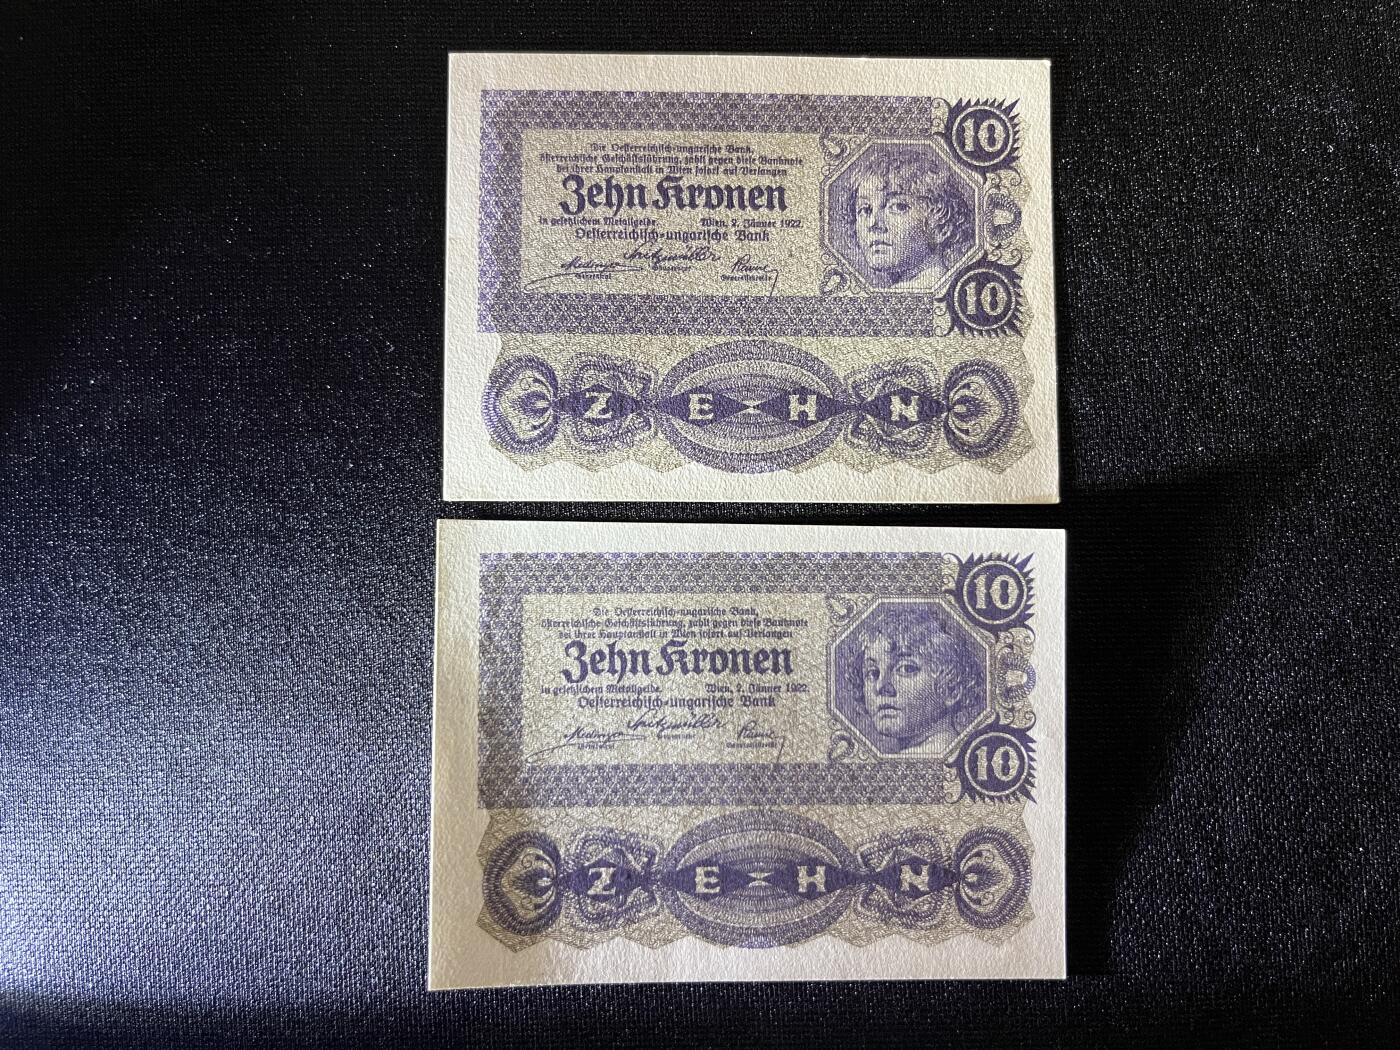 Die Oesterreichisch-ungarische Bank,
österreichische Geschäftsführung, zahlt gegen diese Banknote
bei ihrer Hauptanstalt in Wien sofort auf Verlangen
Zehn Kronen
in gesetzlichem Metallgelde. Wien, 2. Jänner 1922.
Oesterreichisch-ungarische Bank
10
10
Z E H N
Die Oesterreichisch-ungarische Bank,
österreichische Geschäftsführung, zahlt gegen diese Banknote
bei ihrer Hauptanstalt in Wien sofort auf Verlangen
Zehn Kronen
in gesetzlichem Metallgelde. Wien, 2. Jänner 1922.
Oesterreichisch-ungarische Bank
10
10
Z E H N